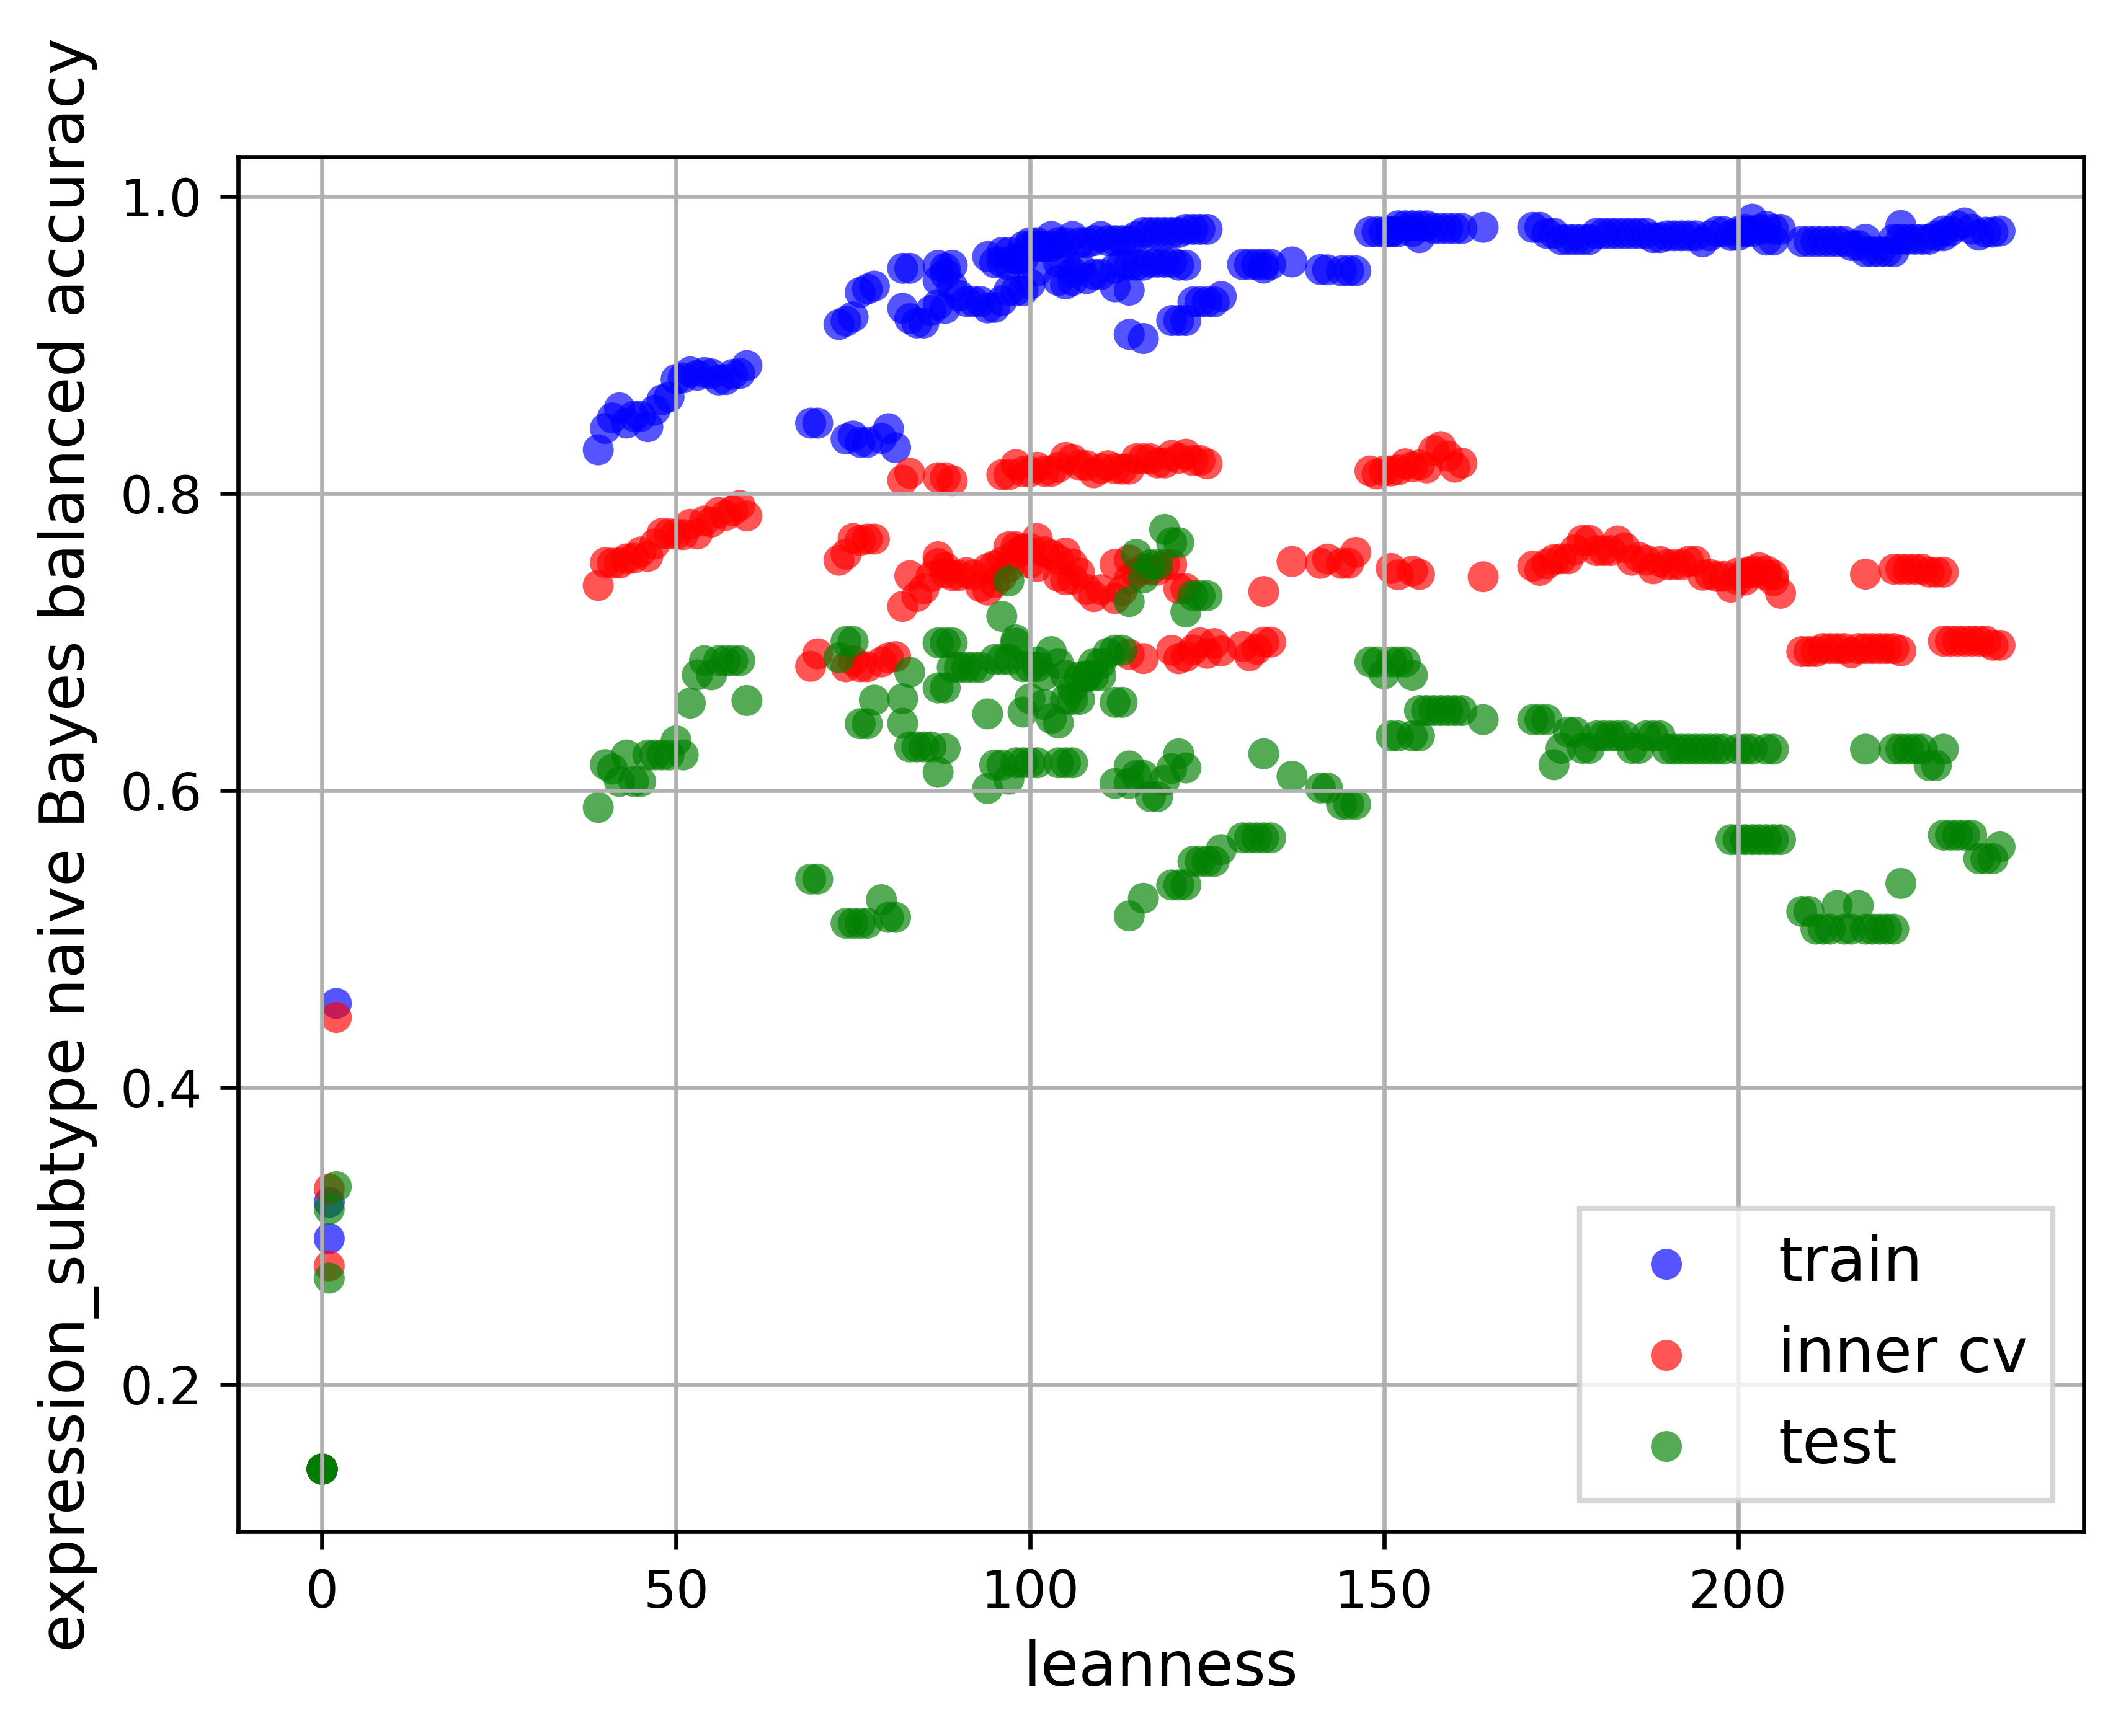 expression_subtype naive Bayes balanced accuracy
1.0
0.8
0.6
0.4
0.2
0 50 100 150 200
leanness
train
inner cv
test